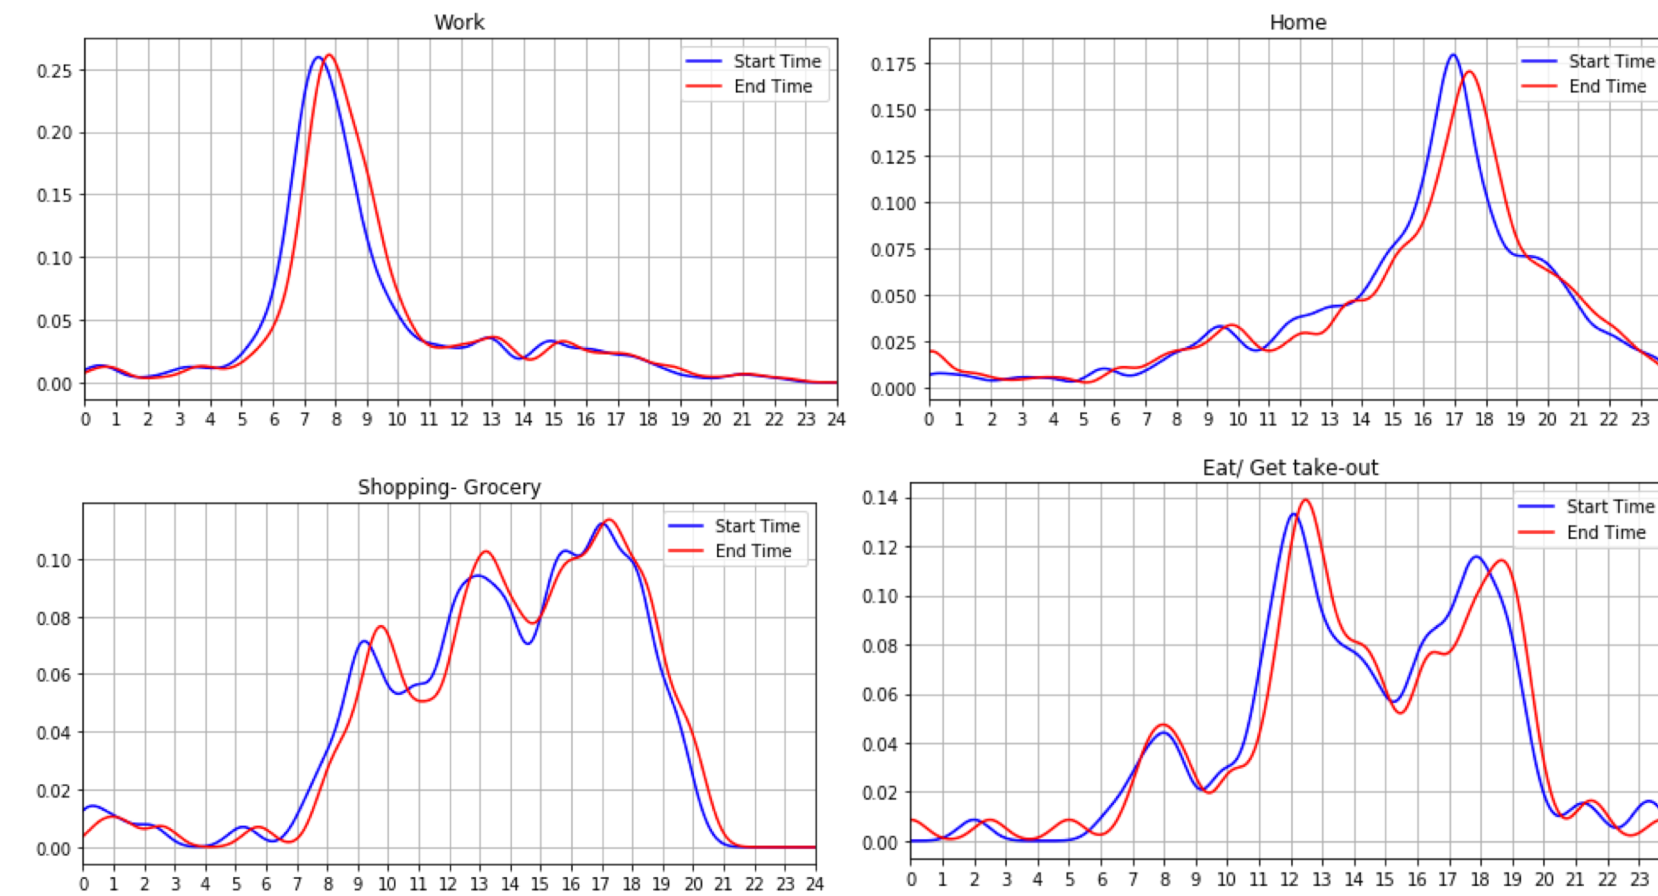 Work
Start Time
End Time
0.25
0.20
0.15
0.10
0.05
0.00
0 1 2 3 4 5 6 7 8 9 10 11 12 13 14 15 16 17 18 19 20 21 22 23 24
Home
Start Time
End Time
0.175
0.150
0.125
0.100
0.075
0.050
0.025
0.000
0 1 2 3 4 5 6 7 8 9 10 11 12 13 14 15 16 17 18 19 20 21 22 23
Shopping- Grocery
Start Time
End Time
0.10
0.08
0.06
0.04
0.02
0.00
0 1 2 3 4 5 6 7 8 9 10 11 12 13 14 15 16 17 18 19 20 21 22 23 24
Eat/ Get take-out
Start Time
End Time
0.14
0.12
0.10
0.08
0.06
0.04
0.02
0.00
0 1 2 3 4 5 6 7 8 9 10 11 12 13 14 15 16 17 18 19 20 21 22 23